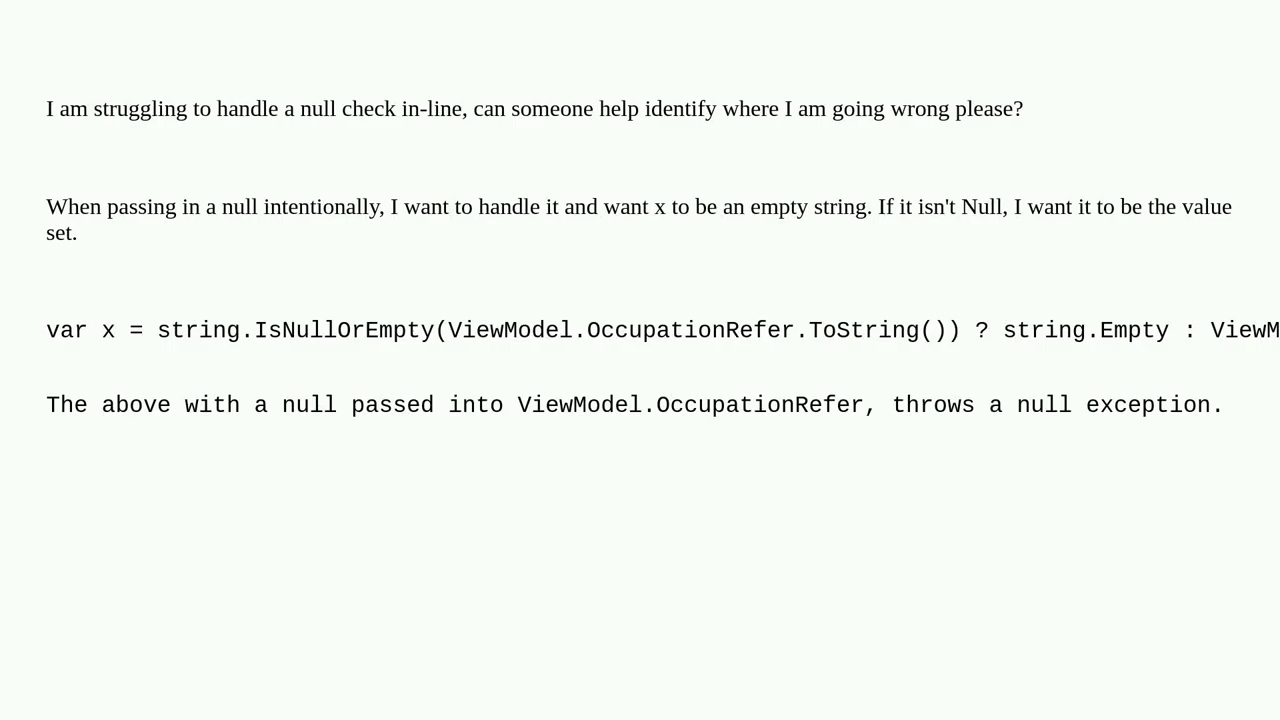 I am struggling to handle a null check in-line, can someone help identify where I am going wrong please?
When passing in a null intentionally, I want to handle it and want x to be an empty string. If it isn't Null, I want it to be the value
set.
var x = string.IsNullOrEmpty(ViewModel.OccupationRefer.ToString()) ? string.Empty : ViewM
The above with a null passed into ViewModel.OccupationRefer, throws a null exception.